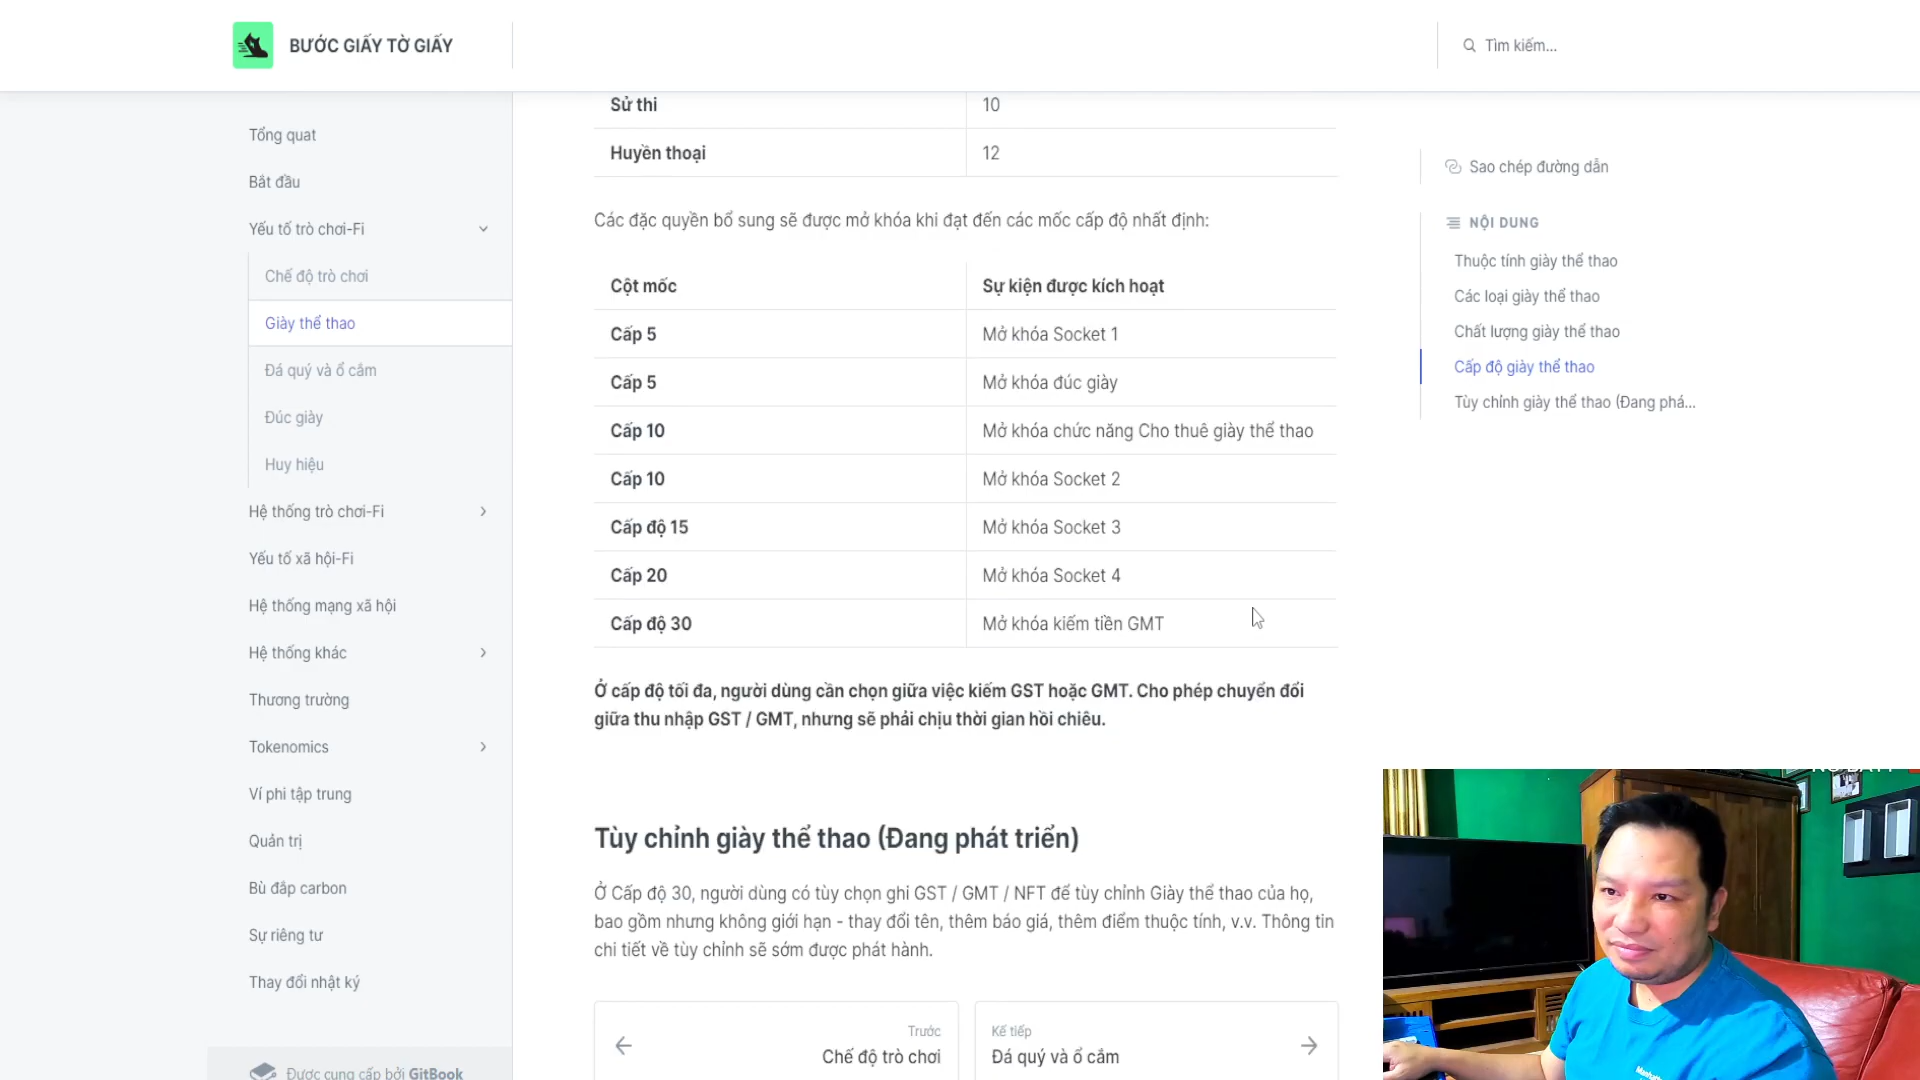 BƯỚC GIẤY TỜ GIẤY
Tìm kiếm...
Tổng quat
Bắt đầu
Yếu tố trò chơi-Fi
Chế độ trò chơi
Giày thể thao
Đá quý và ổ cắm
Đúc giày
Huy hiệu
Hệ thống trò chơi-Fi
Yếu tố xã hội-Fi
Hệ thống mạng xã hội
Hệ thống khác
Thương trường
Tokenomics
Ví phi tập trung
Quản trị
Bù đắp carbon
Sự riêng tư
Thay đổi nhật ký
Được cung cấp bởi GitBook
Sử thi 10
Huyền thoại 12
Các đặc quyền bổ sung sẽ được mở khóa khi đạt đến các mốc cấp độ nhất định:
Cột mốc Sự kiện được kích hoạt
Cấp 5 Mở khóa Socket 1
Cấp 5 Mở khóa đúc giày
Cấp 10 Mở khóa chức năng Cho thuê giày thể thao
Cấp 10 Mở khóa Socket 2
Cấp độ 15 Mở khóa Socket 3
Cấp 20 Mở khóa Socket 4
Cấp độ 30 Mở khóa kiếm tiền GMT
Ở cấp độ tối đa, người dùng cần chọn giữa việc kiếm GST hoặc GMT. Cho phép chuyển đổi
giữa thu nhập GST / GMT, nhưng sẽ phải chịu thời gian hồi chiêu.
Tùy chỉnh giày thể thao (Đang phát triển)
Ở Cấp độ 30, người dùng có tùy chọn ghi GST / GMT / NFT để tùy chỉnh Giày thể thao của họ,
bao gồm nhưng không giới hạn - thay đổi tên, thêm báo giá, thêm điểm thuộc tính, v.v. Thông tin
chi tiết về tùy chỉnh sẽ sớm được phát hành.
Trước
Chế độ trò chơi
Kế tiếp
Đá quý và ổ cắm
Sao chép đường dẫn
NỘI DUNG
Thuộc tính giày thể thao
Các loại giày thể thao
Chất lượng giày thể thao
Cấp độ giày thể thao
Tùy chỉnh giày thể thao (Đang phá...